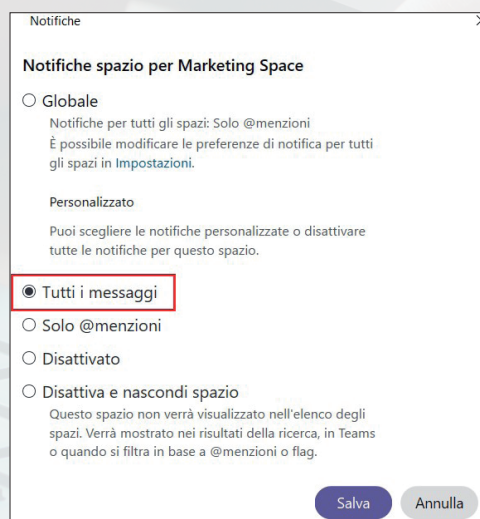 Notifiche
Notifiche spazio per Marketing Space
Globale
Notifiche per tutti gli spazi: Solo @menzioni
È possibile modificare le preferenze di notifica per tutti
gli spazi in Impostazioni.
Personalizzato
Puoi scegliere le notifiche personalizzate o disattivare
tutte le notifiche per questo spazio.
Tutti i messaggi
Solo @menzioni
Disattivato
Disattiva e nascondi spazio
Questo spazio non verrà visualizzato nell'elenco degli
spazi. Verrà mostrato nei risultati della ricerca, in Teams
o quando si filtra in base a @menzioni o flag.
Salva Annulla